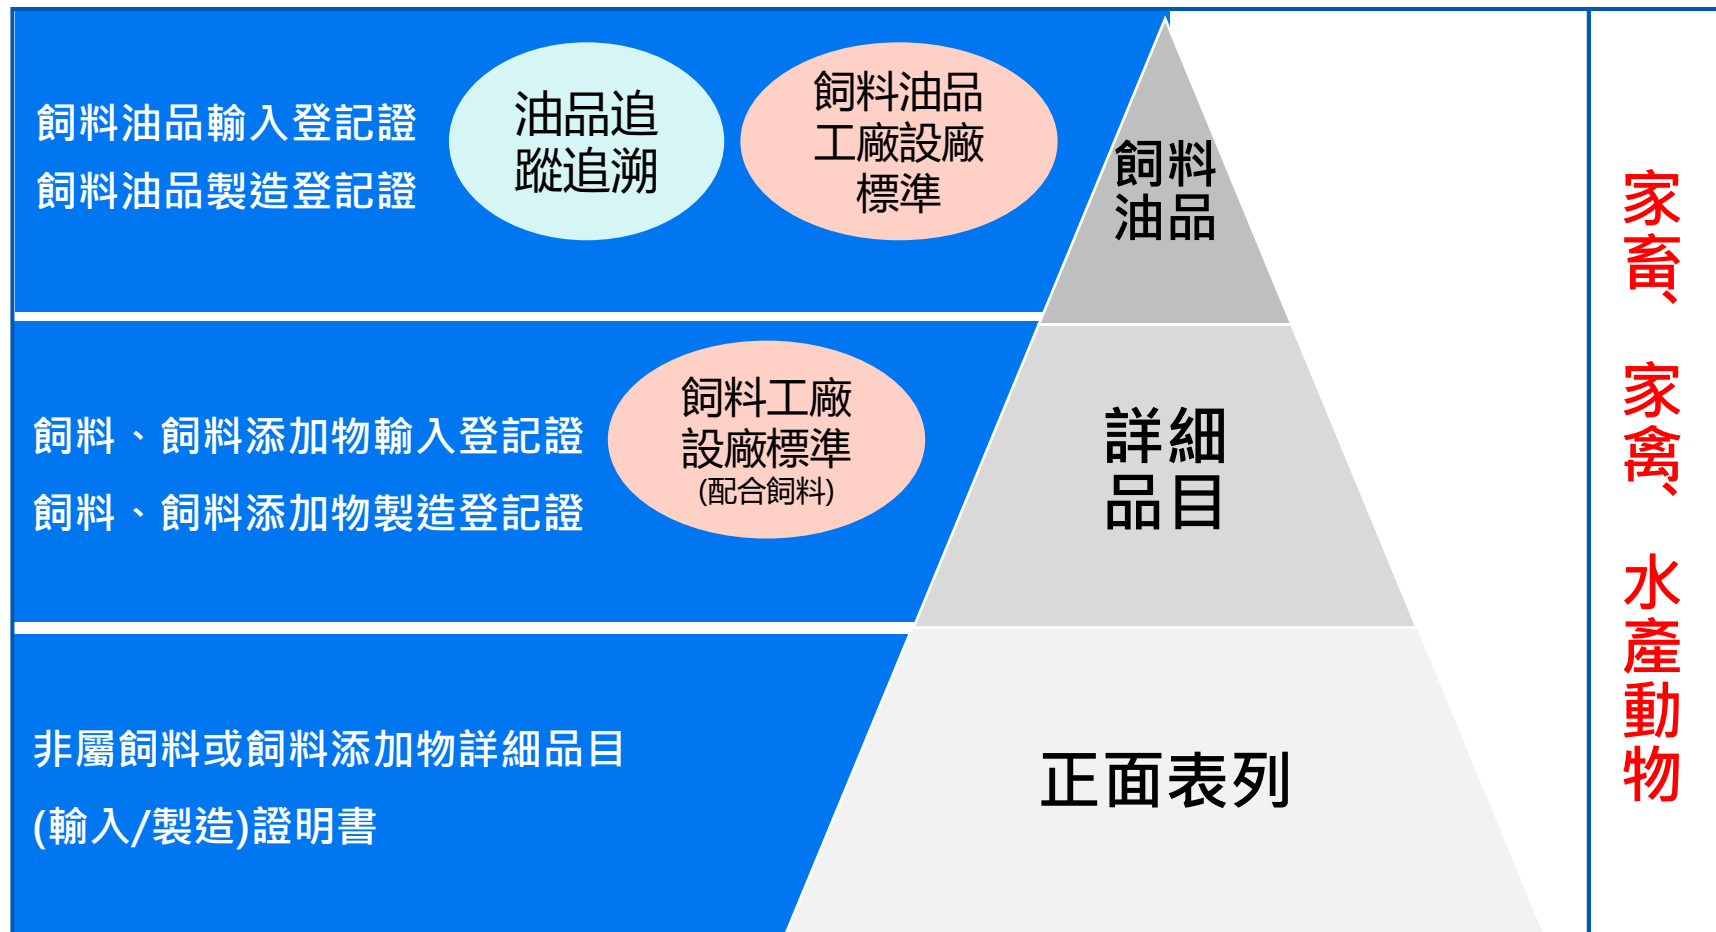 飼料油品輸入登記證
飼料油品製造登記證
油品追
蹤追溯
飼料油品
工廠設廠
標準
飼料
油品
飼料、飼料添加物輸入登記證
飼料、飼料添加物製造登記證
飼料工廠
設廠標準
(配合飼料)
詳細
品目
非屬飼料或飼料添加物詳細品目
(輸入/製造)證明書
正面表列
家畜、家禽、水產動物